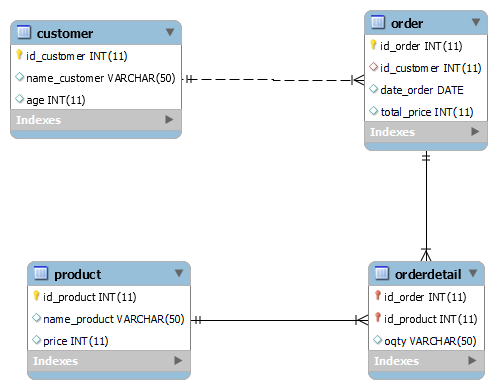 customer
id_customer INT(11)
name_customer VARCHAR(50)
age INT(11)
Indexes
order
id_order INT(11)
id_customer INT(11)
date_order DATE
total_price INT(11)
Indexes
product
id_product INT(11)
name_product VARCHAR(50)
price INT(11)
Indexes
orderdetail
id_order INT(11)
id_product INT(11)
oqty VARCHAR(50)
Indexes